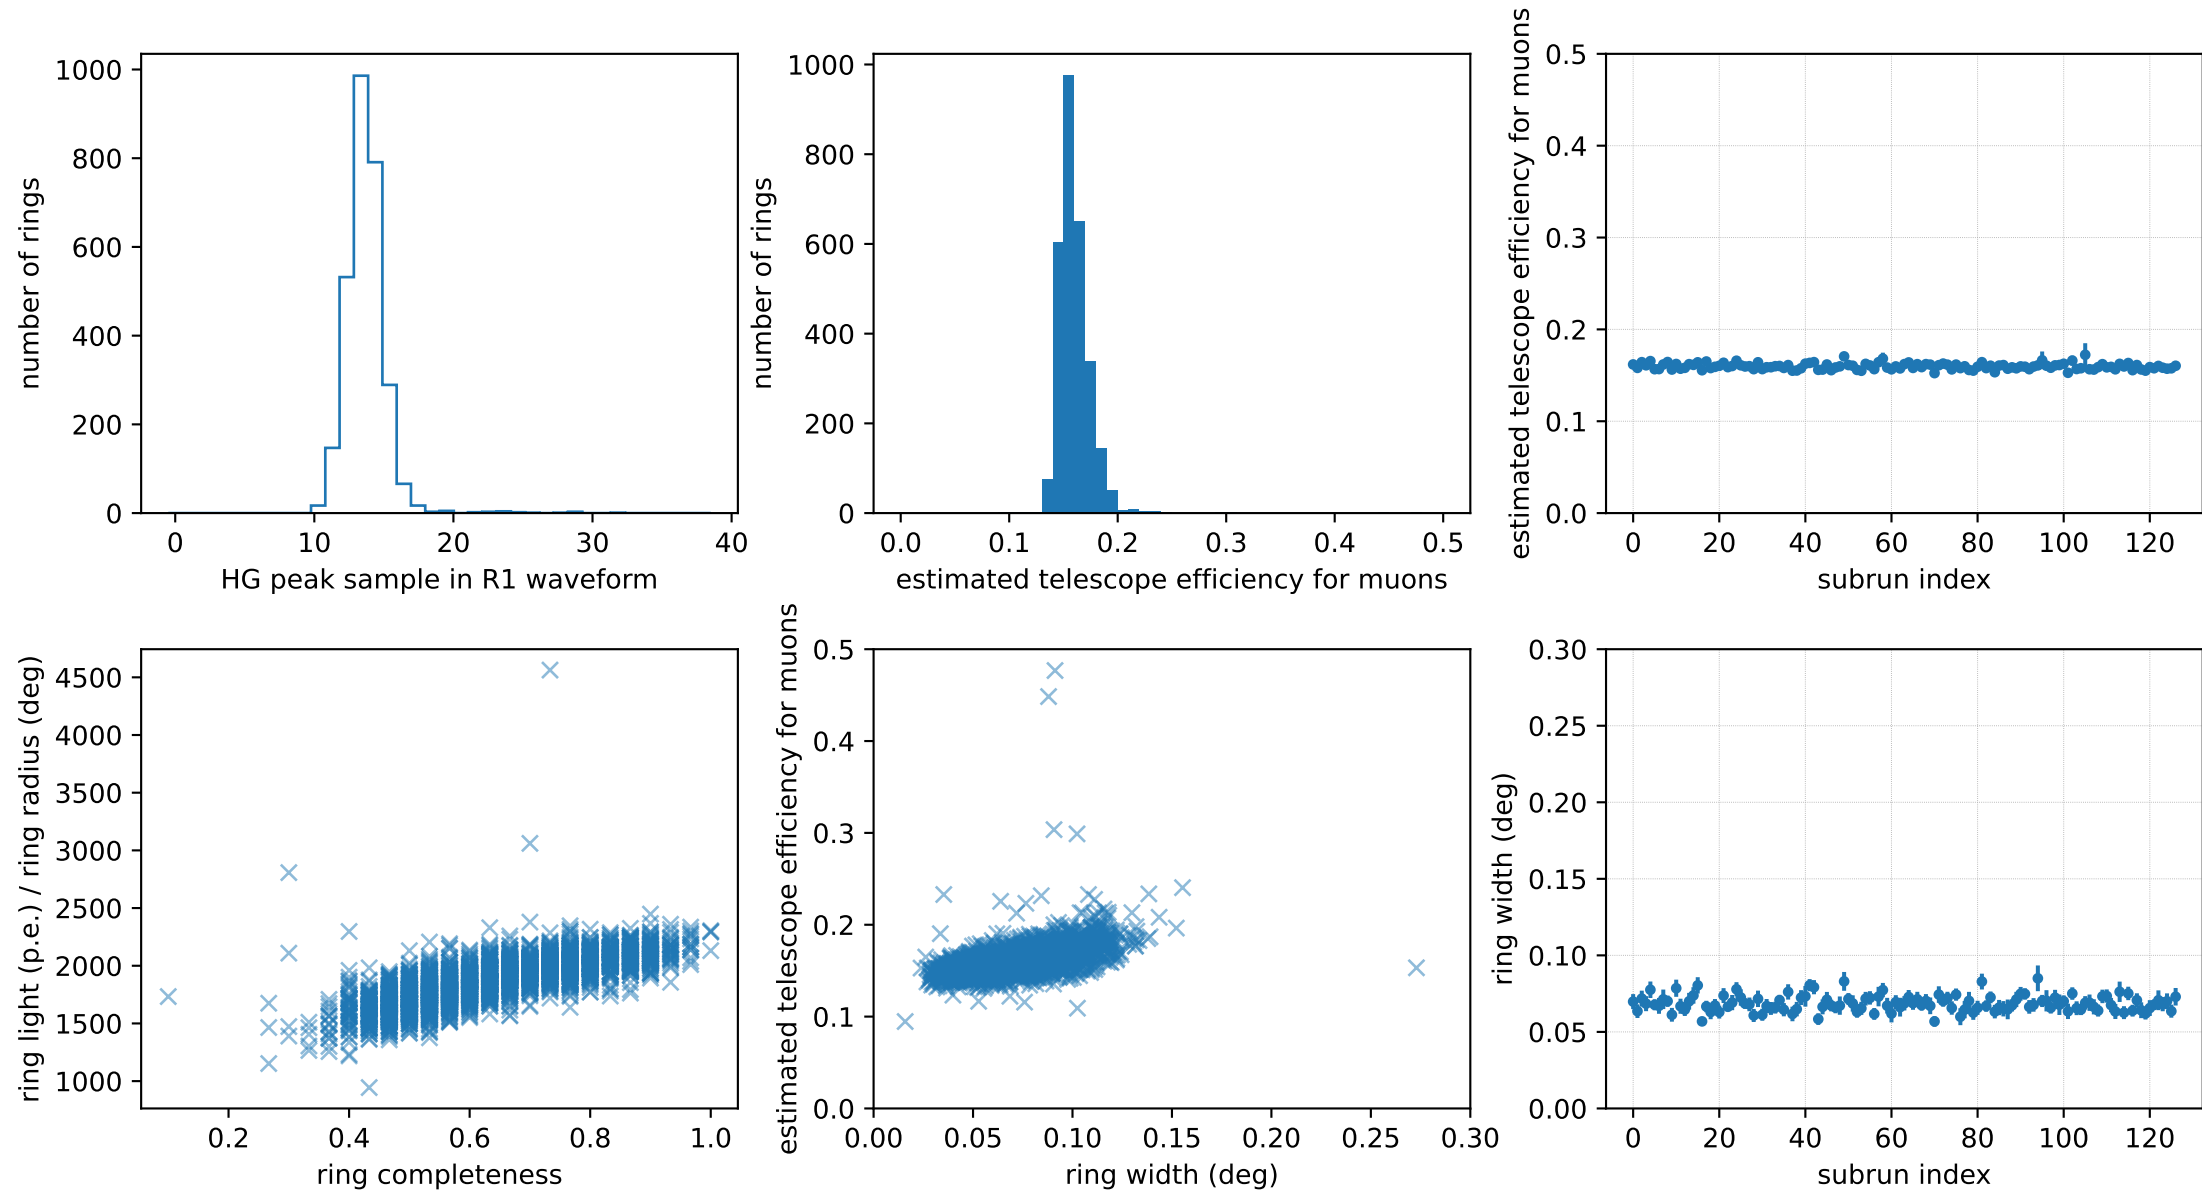 number of rings
1000
800
600
400
200
0
0 10 20 30 40
HG peak sample in R1 waveform
number of rings
1000
800
600
400
200
0
0.0 0.1 0.2 0.3 0.4 0.5
estimated telescope efficiency for muons
estimated telescope efficiency for muons
0.5
0.4
0.3
0.2
0.1
0.0
0 20 40 60 80 100 120
subrun index
ring light (p.e.) / ring radius (deg)
4500
4000
3500
3000
2500
2000
1500
1000
0.2 0.4 0.6 0.8 1.0
ring completeness
estimated telescope efficiency for muons
0.5
0.4
0.3
0.2
0.1
0.0
0.00 0.05 0.10 0.15 0.20 0.25 0.30
ring width (deg)
ring width (deg)
0.30
0.25
0.20
0.15
0.10
0.05
0.00
0 20 40 60 80 100 120
subrun index